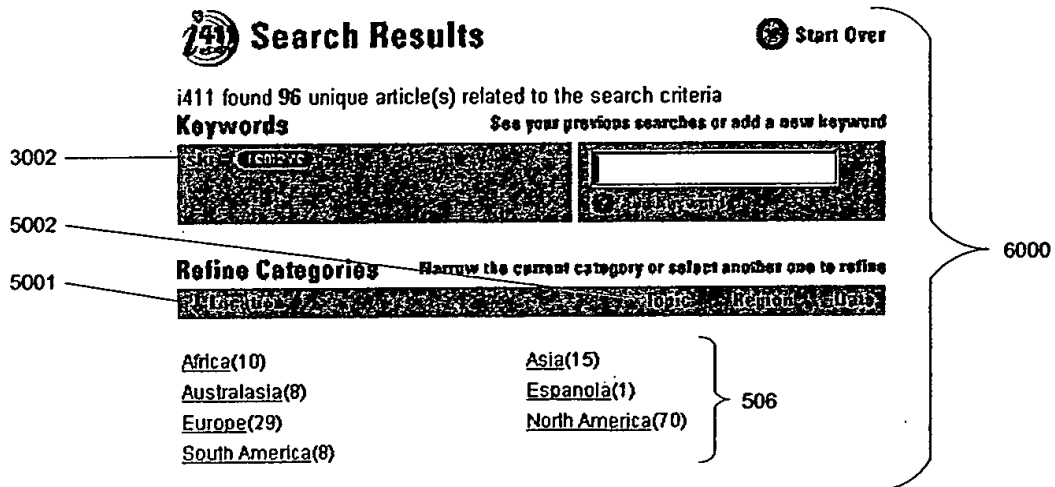 i411 Search Results
Start Over
i411 found 96 unique article(s) related to the search criteria
Keywords
See your previous searches or add a new keyword
3002
5002
Refine Categories
Narrow the current category or select another one to refine
5001
Location Topic Region Date
6000
Africa(10)
Asia(15)
Australasia(8)
Espanola(1)
Europe(29)
North America(70)
South America(8)
506